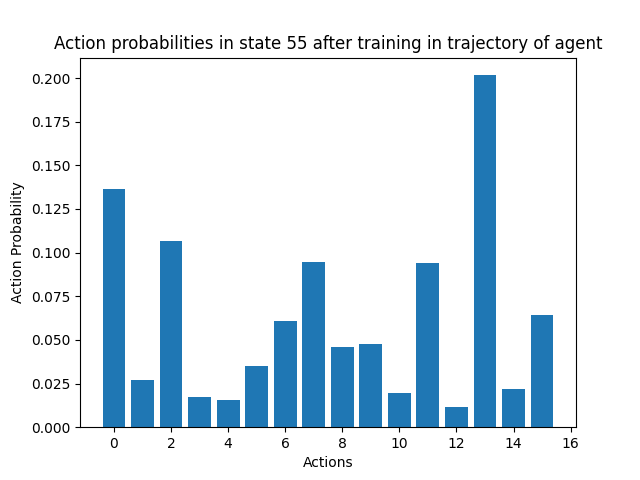 Action probabilities in state 55 after training in trajectory of agent
0.200
0.175
0.150
0.125
0.100
0.075
0.050
0.025
0.000
Action Probability
0 2 4 6 8 10 12 14 16
Actions